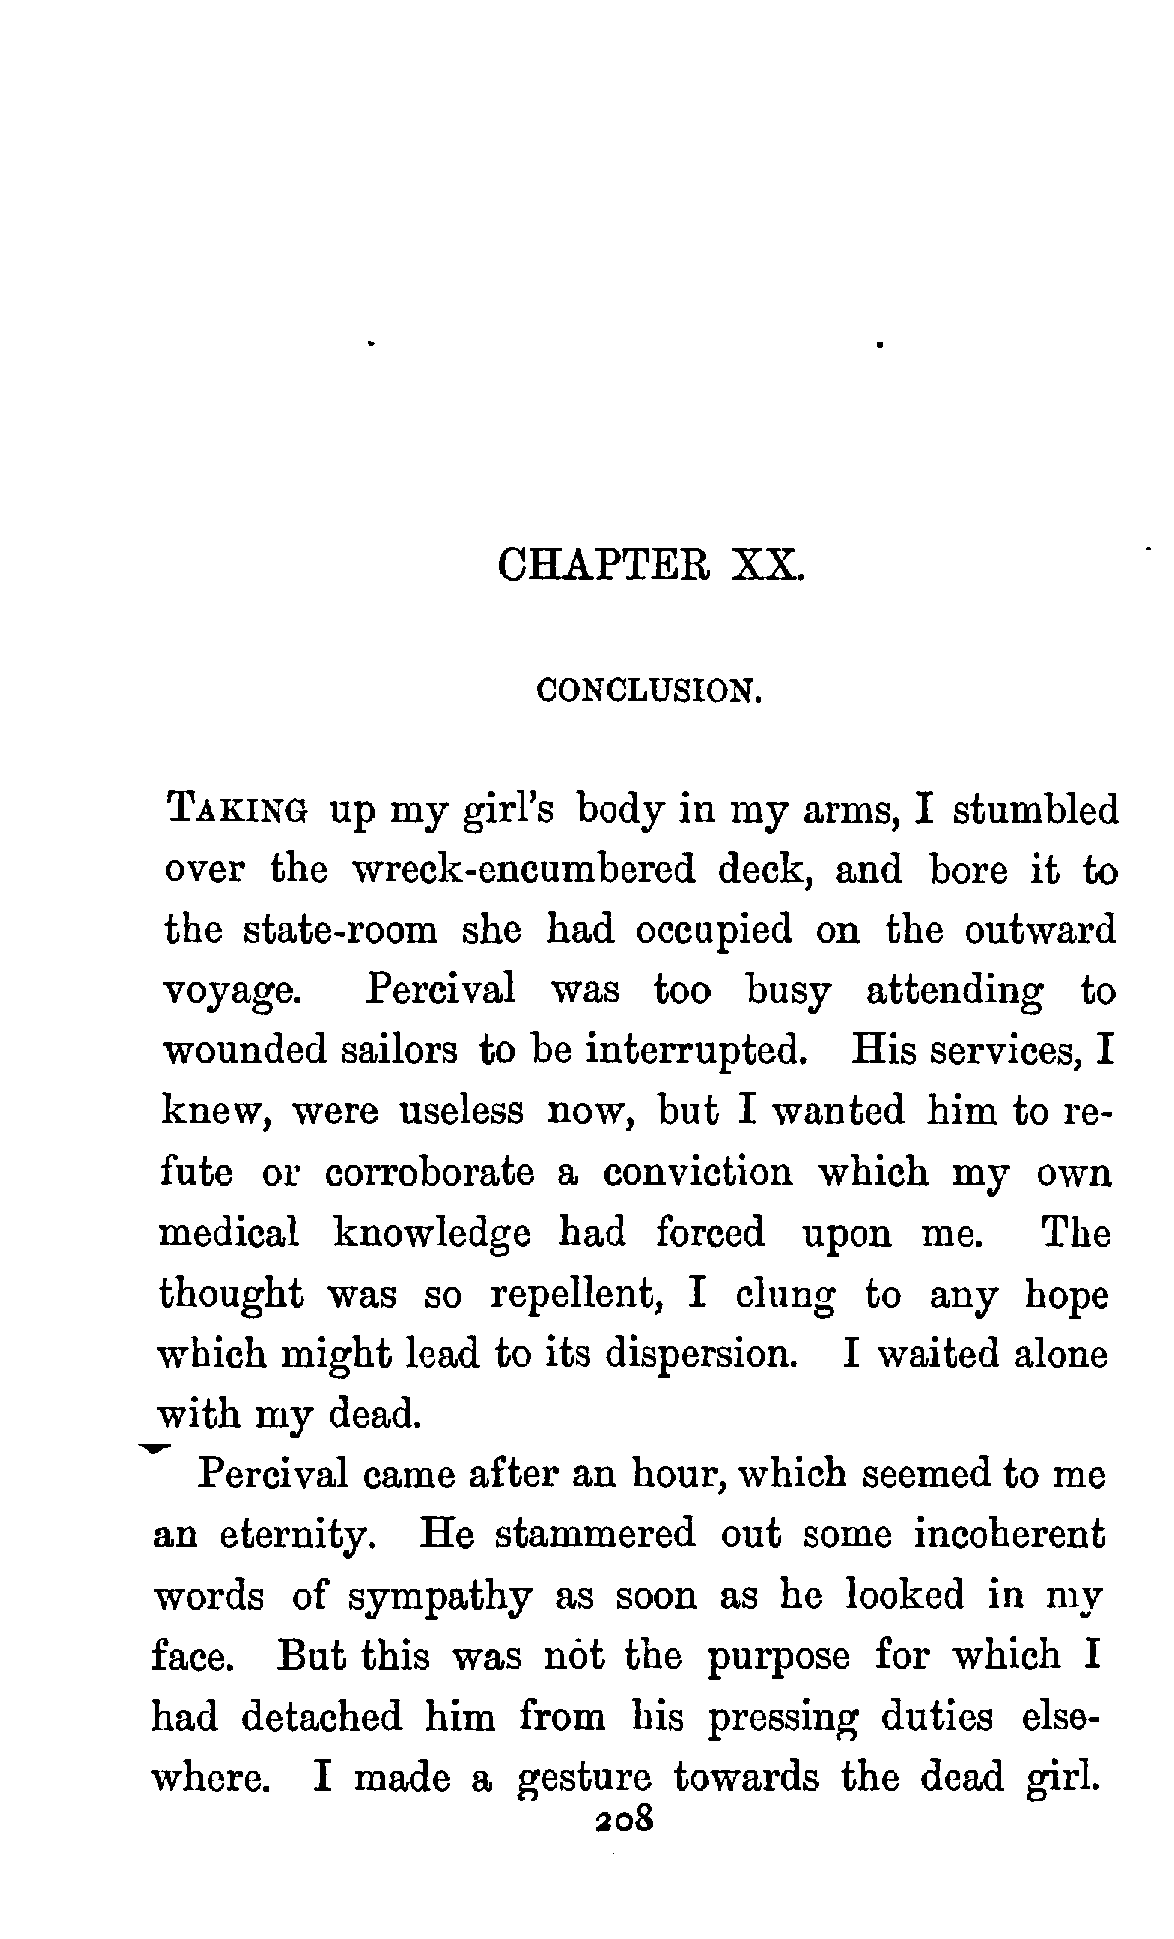 CHAPTER XX.
CONCLUSION.
TAKING up my girl's body in my arms, I stumbled
over the wreck-encumbered deck, and bore it to
the state-room she had occupied on the outward
voyage. Percival was too busy attending to
wounded sailors to be interrupted. His services, I
knew, were useless now, but I wanted him to re-
fute or corroborate a conviction which my own
medical knowledge had forced upon me. The
thought was so repellent, I clung to any hope
which might lead to its dispersion. I waited alone
with my dead.
Percival came after an hour, which seemed to me
an eternity. He stammered out some incoherent
words of sympathy as soon as he looked in my
face. But this was not the purpose for which I
had detached him from his pressing duties else-
where. I made a gesture towards the dead girl.
208